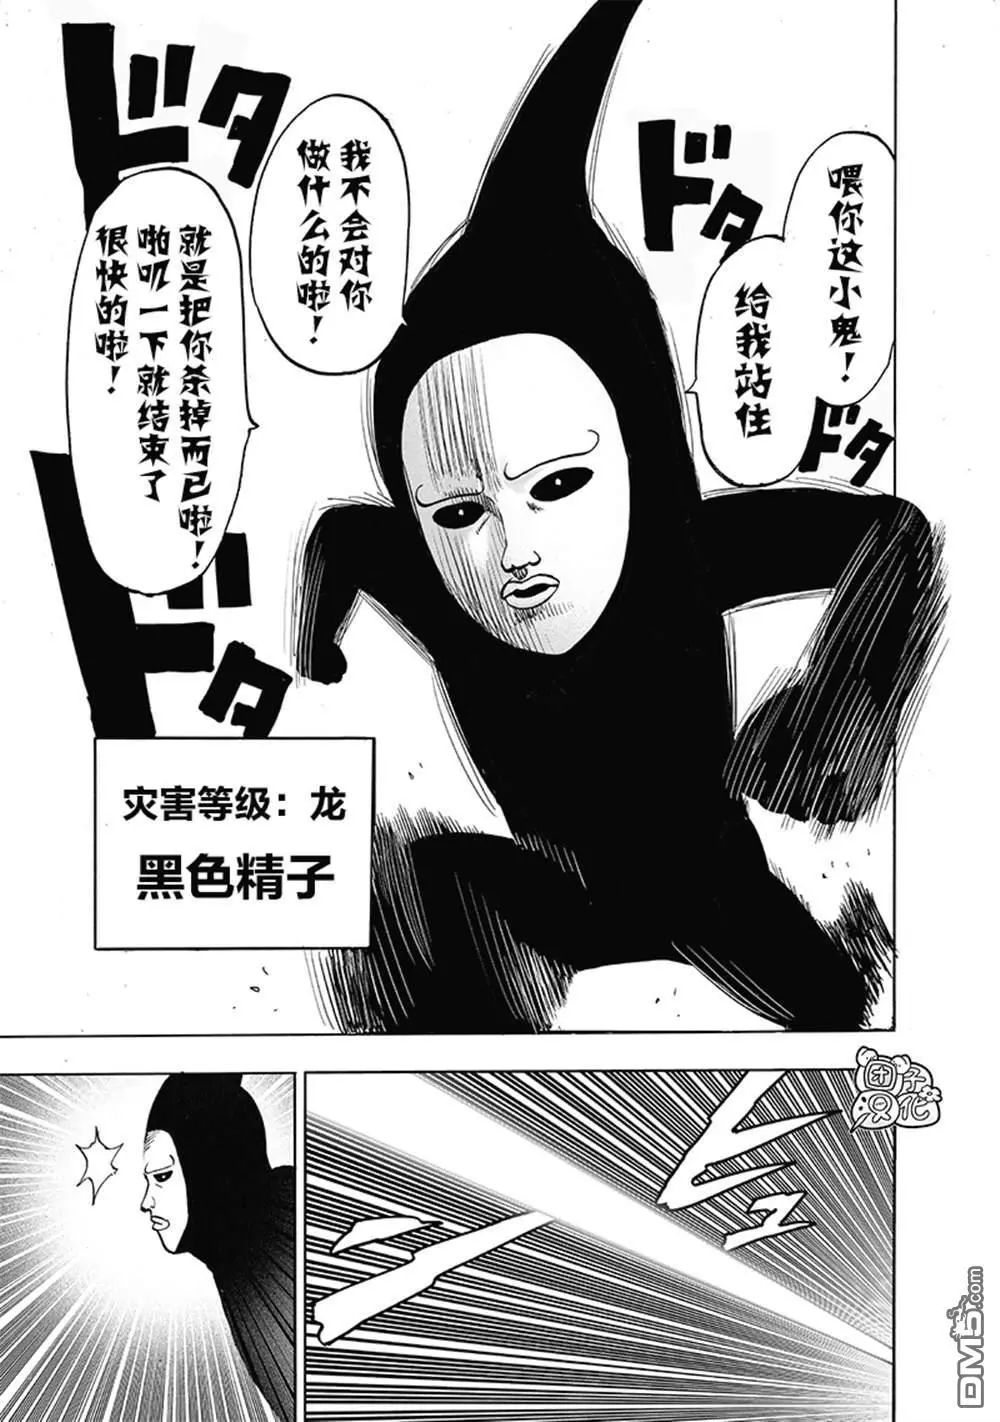 喂你这小鬼！
给我站住
我不会对你
做什么的啦！
就是把你杀掉而已啦！
啪叽一下就结束了
很快的啦！
ドタ
ドタ
ドタ
ドタ
灾害等级：龙
黑色精子
ビュ
团子
汉化
DM5.com